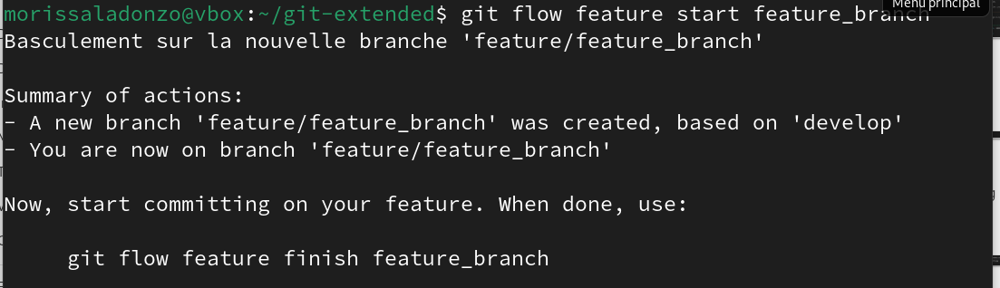 Menu principal
morissaladonzo@vbox:~/git-extended$ git flow feature start feature_branch
Basculement sur la nouvelle branche 'feature/feature_branch'
Summary of actions:
- A new branch 'feature/feature_branch' was created, based on 'develop'
- You are now on branch 'feature/feature_branch'
Now, start committing on your feature. When done, use:
git flow feature finish feature_branch